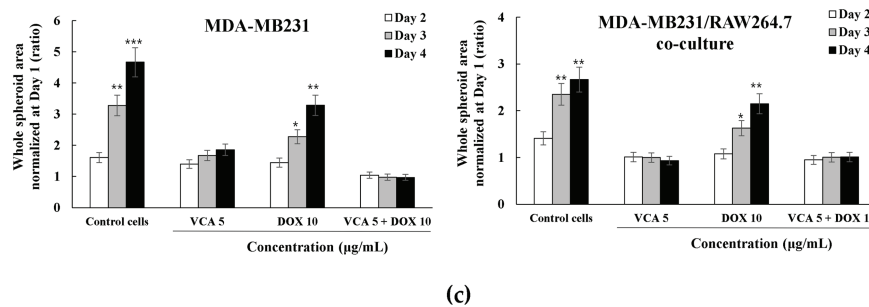 MDA-MB231
Day 2
Day 3
Day 4
Whole spheroid area
normalized at Day 1 (ratio)
6
5
4
3
2
1
0
** ***
* **
Control cells VCA 5 DOX 10 VCA 5 + DOX 10
Concentration (μg/mL)
MDA-MB231/RAW264.7
co-culture
Day 2
Day 3
Day 4
Whole spheroid area
normalized at Day 1 (ratio)
4
3
2
1
0
** **
* **
Control cells VCA 5 DOX 10 VCA 5 + DOX 1
Concentration (μg/mL)
(c)